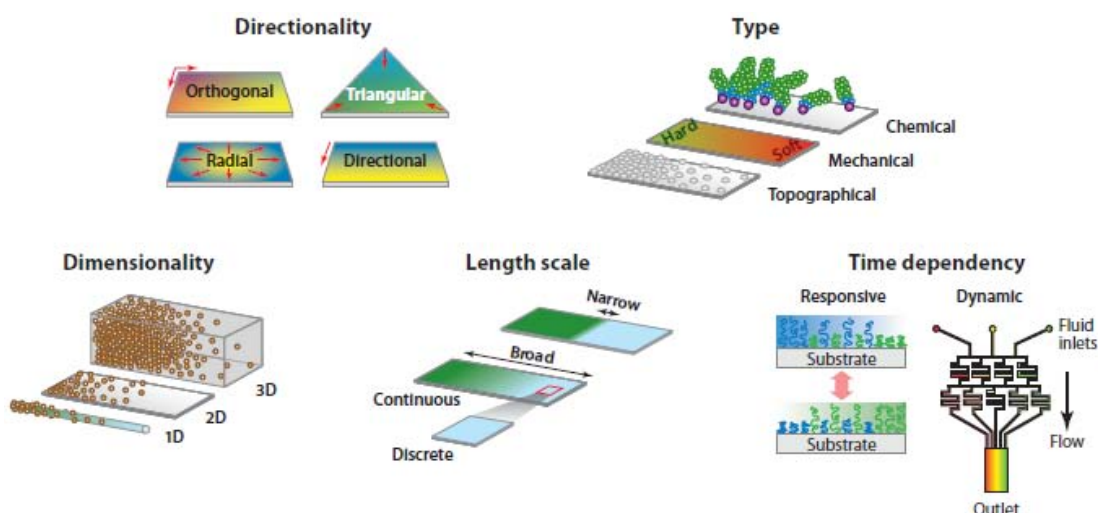 Directionality
Orthogonal
Triangular
Radial
Directional
Type
Chemical
Hard
Soft
Mechanical
Topographical
Dimensionality
3D
2D
1D
Length scale
Narrow
Broad
Continuous
Discrete
Time dependency
Responsive
Dynamic
Substrate
Substrate
Fluid
inlets
Flow
Outlet